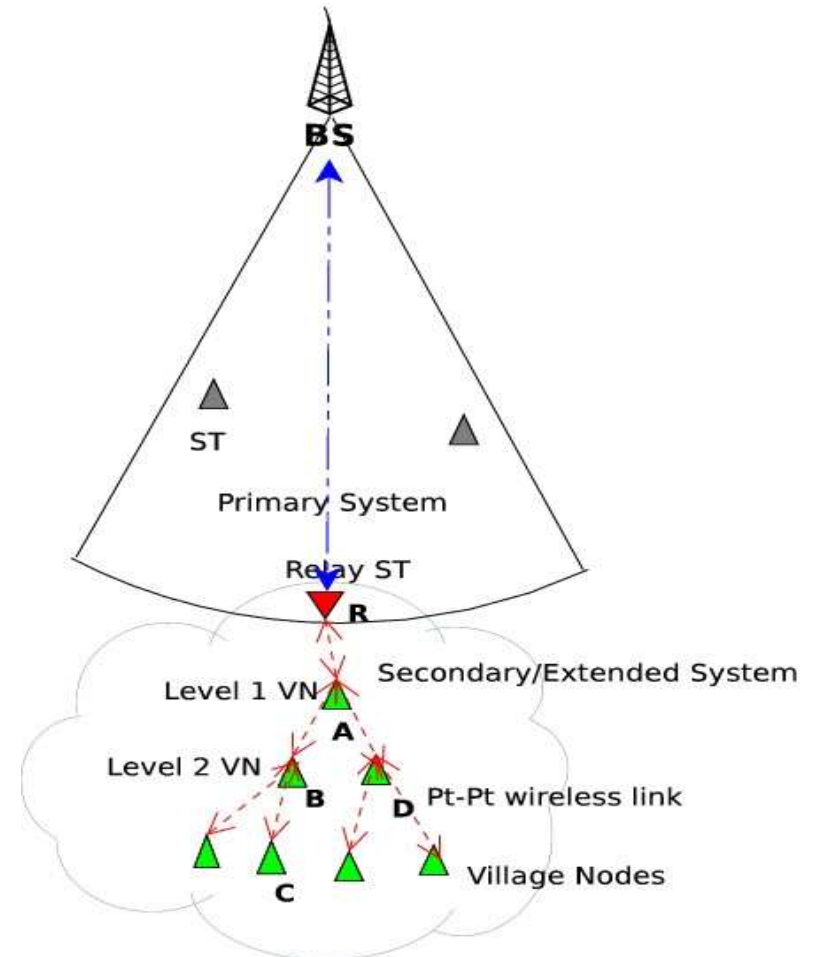 BS
ST
Primary System
Relay ST
R
Secondary/Extended System
Level 1 VN
A
Level 2 VN
B
D
Pt-Pt wireless link
C
Village Nodes